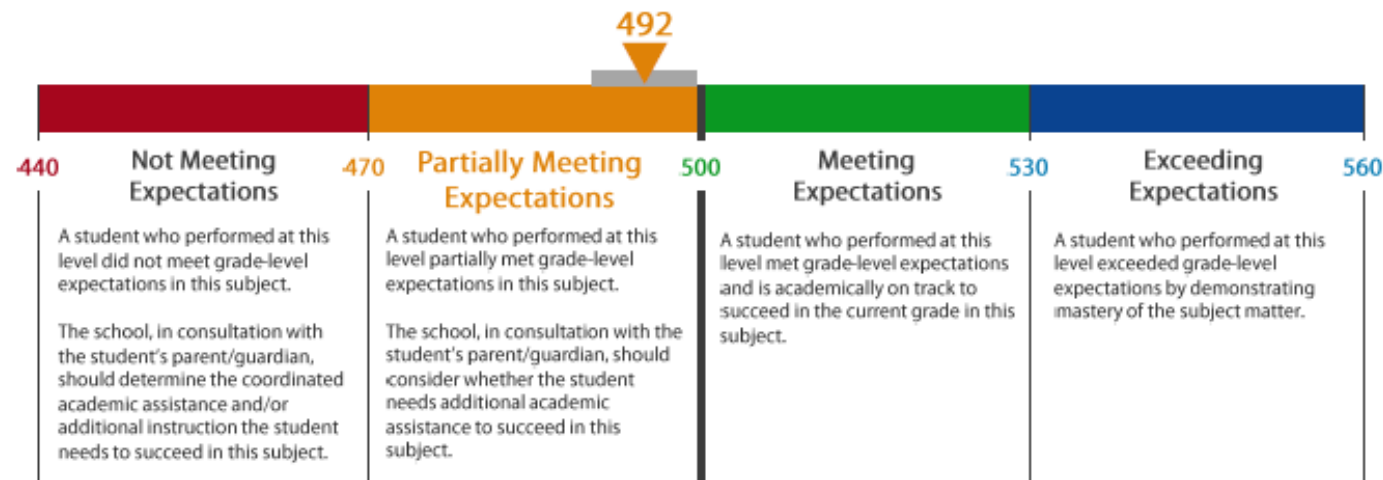 492
440
Not Meeting
Expectations
470
Partially Meeting
Expectations
500
Meeting
Expectations
530
Exceeding
Expectations
560
A student who performed at this
level did not meet grade-level
expectations in this subject.
The school, in consultation with
the student's parent/guardian,
should determine the coordinated
academic assistance and/or
additional instruction the student
needs to succeed in this subject.
A student who performed at this
level partially met grade-level
expectations in this subject.
The school, in consultation with the
student's parent/guardian, should
consider whether the student
needs additional academic
assistance to succeed in this
subject.
A student who performed at this
level met grade-level expectations
and is academically on track to
succeed in the current grade in this
subject.
A student who performed at this
level exceeded grade-level
expectations by demonstrating
mastery of the subject matter.